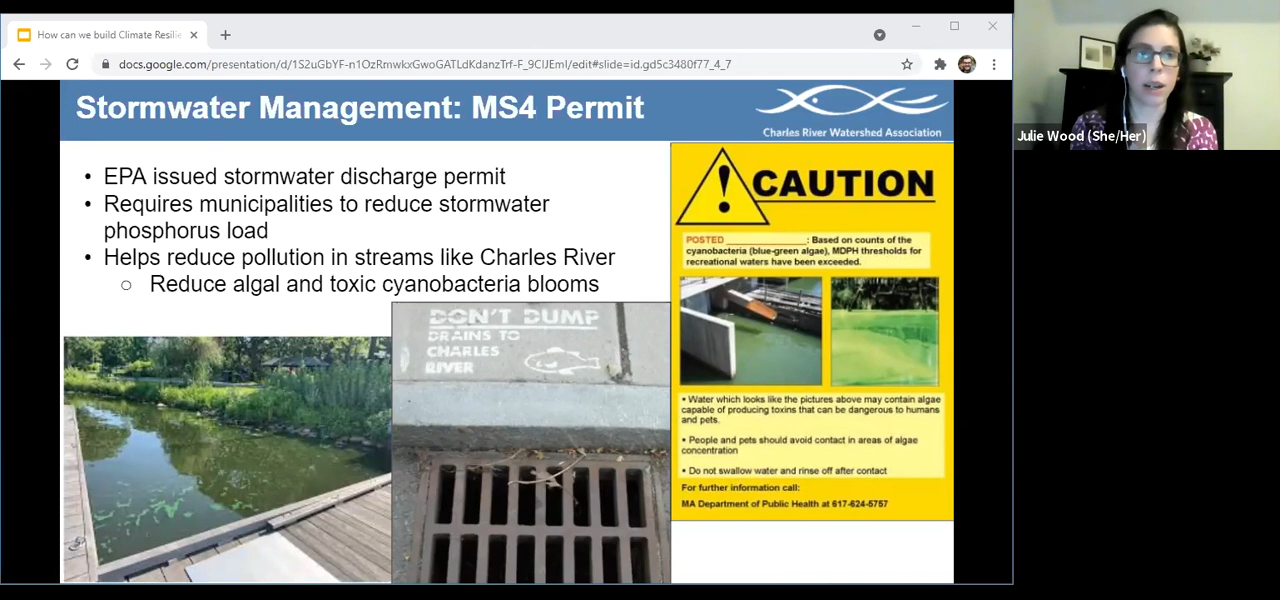 How can we build Climate Resilie
docs.google.com/presentation/d/1S2uGbYF-n1OzRnwkxGwoGATLdKdanzTrf-F_9ClJEmI/edit#slide=id.gd5c3480f77_4_7
Stormwater Management: MS4 Permit
Charles River Watershed Association
Julie Wood (She/Her)
• EPA issued stormwater discharge permit
• Requires municipalities to reduce stormwater
phosphorus load
• Helps reduce pollution in streams like Charles River
○ Reduce algal and toxic cyanobacteria blooms
DON'T DUMP
DRAINS TO
CHARLES
RIVER
CAUTION
POSTED ______________: Based on counts of the
cyanobacteria (blue-green algae), MDPH thresholds for
recreational waters have been exceeded.
• Water which looks like the pictures above may contain algae
capable of producing toxins that can be dangerous to humans
and pets.
• People and pets should avoid contact in areas of algae
concentration
• Do not swallow water and rinse off after contact
For further information call:
MA Department of Public Health at 617-624-5757